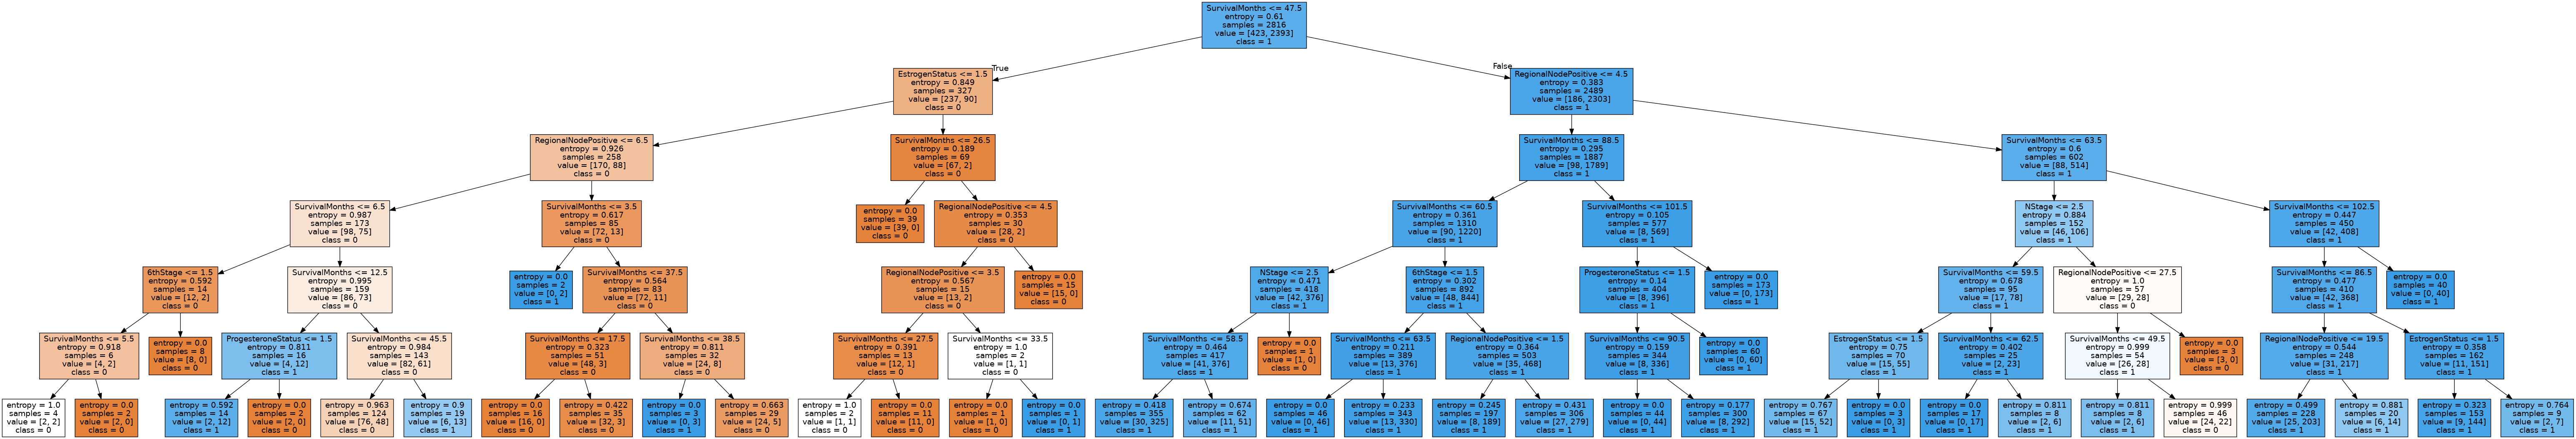 SurvivalMonths <= 47.5
entropy = 0.61
samples = 2816
value = [423, 2393]
class = 1
True
False
EstrogenStatus <= 1.5
entropy = 0.849
samples = 327
value = [237, 90]
class = 0
RegionalNodePositive <= 4.5
entropy = 0.383
samples = 2489
value = [186, 2303]
class = 1
RegionalNodePositive <= 6.5
entropy = 0.926
samples = 258
value = [170, 88]
class = 0
SurvivalMonths <= 26.5
entropy = 0.189
samples = 69
value = [67, 2]
class = 0
SurvivalMonths <= 88.5
entropy = 0.295
samples = 1887
value = [98, 1789]
class = 1
SurvivalMonths <= 63.5
entropy = 0.6
samples = 602
value = [88, 514]
class = 1
SurvivalMonths <= 6.5
entropy = 0.987
samples = 173
value = [98, 75]
class = 0
SurvivalMonths <= 3.5
entropy = 0.617
samples = 85
value = [72, 13]
class = 0
entropy = 0.0
samples = 39
value = [39, 0]
class = 0
RegionalNodePositive <= 4.5
entropy = 0.353
samples = 30
value = [28, 2]
class = 0
SurvivalMonths <= 60.5
entropy = 0.361
samples = 1310
value = [90, 1220]
class = 1
SurvivalMonths <= 101.5
entropy = 0.105
samples = 577
value = [8, 569]
class = 1
NStage <= 2.5
entropy = 0.884
samples = 152
value = [46, 106]
class = 1
SurvivalMonths <= 102.5
entropy = 0.447
samples = 450
value = [42, 408]
class = 1
6thStage <= 1.5
entropy = 0.592
samples = 14
value = [12, 2]
class = 0
SurvivalMonths <= 12.5
entropy = 0.995
samples = 159
value = [86, 73]
class = 0
entropy = 0.0
samples = 2
value = [0, 2]
class = 1
SurvivalMonths <= 37.5
entropy = 0.564
samples = 83
value = [72, 11]
class = 0
RegionalNodePositive <= 3.5
entropy = 0.567
samples = 15
value = [13, 2]
class = 0
entropy = 0.0
samples = 15
value = [15, 0]
class = 0
NStage <= 2.5
entropy = 0.471
samples = 418
value = [42, 376]
class = 1
6thStage <= 1.5
entropy = 0.302
samples = 892
value = [48, 844]
class = 1
ProgesteroneStatus <= 1.5
entropy = 0.14
samples = 404
value = [8, 396]
class = 1
entropy = 0.0
samples = 173
value = [0, 173]
class = 1
SurvivalMonths <= 59.5
entropy = 0.678
samples = 95
value = [17, 78]
class = 1
RegionalNodePositive <= 27.5
entropy = 1.0
samples = 57
value = [29, 28]
class = 0
SurvivalMonths <= 86.5
entropy = 0.477
samples = 410
value = [42, 368]
class = 1
entropy = 0.0
samples = 40
value = [0, 40]
class = 1
SurvivalMonths <= 5.5
entropy = 0.918
samples = 6
value = [4, 2]
class = 0
entropy = 0.0
samples = 8
value = [8, 0]
class = 0
ProgesteroneStatus <= 1.5
entropy = 0.811
samples = 16
value = [4, 12]
class = 1
SurvivalMonths <= 45.5
entropy = 0.984
samples = 143
value = [82, 61]
class = 0
SurvivalMonths <= 17.5
entropy = 0.323
samples = 51
value = [48, 3]
class = 0
SurvivalMonths <= 38.5
entropy = 0.811
samples = 32
value = [24, 8]
class = 0
SurvivalMonths <= 27.5
entropy = 0.391
samples = 13
value = [12, 1]
class = 0
SurvivalMonths <= 33.5
entropy = 1.0
samples = 2
value = [1, 1]
class = 0
SurvivalMonths <= 58.5
entropy = 0.464
samples = 417
value = [41, 376]
class = 1
entropy = 0.0
samples = 1
value = [1, 0]
class = 0
SurvivalMonths <= 63.5
entropy = 0.211
samples = 389
value = [13, 376]
class = 1
RegionalNodePositive <= 1.5
entropy = 0.364
samples = 503
value = [35, 468]
class = 1
SurvivalMonths <= 90.5
entropy = 0.159
samples = 344
value = [8, 336]
class = 1
entropy = 0.0
samples = 60
value = [0, 60]
class = 1
EstrogenStatus <= 1.5
entropy = 0.75
samples = 70
value = [15, 55]
class = 1
SurvivalMonths <= 62.5
entropy = 0.402
samples = 25
value = [2, 23]
class = 1
SurvivalMonths <= 49.5
entropy = 0.999
samples = 54
value = [26, 28]
class = 1
entropy = 0.0
samples = 3
value = [3, 0]
class = 0
RegionalNodePositive <= 19.5
entropy = 0.544
samples = 248
value = [31, 217]
class = 1
EstrogenStatus <= 1.5
entropy = 0.358
samples = 162
value = [11, 151]
class = 1
entropy = 1.0
samples = 4
value = [2, 2]
class = 0
entropy = 0.0
samples = 2
value = [2, 0]
class = 0
entropy = 0.592
samples = 14
value = [2, 12]
class = 1
entropy = 0.0
samples = 2
value = [2, 0]
class = 0
entropy = 0.963
samples = 124
value = [76, 48]
class = 0
entropy = 0.9
samples = 19
value = [6, 13]
class = 1
entropy = 0.0
samples = 16
value = [16, 0]
class = 0
entropy = 0.422
samples = 35
value = [32, 3]
class = 0
entropy = 0.0
samples = 3
value = [0, 3]
class = 1
entropy = 0.663
samples = 29
value = [24, 5]
class = 0
entropy = 1.0
samples = 2
value = [1, 1]
class = 0
entropy = 0.0
samples = 11
value = [11, 0]
class = 0
entropy = 0.0
samples = 1
value = [1, 0]
class = 0
entropy = 0.0
samples = 1
value = [0, 1]
class = 1
entropy = 0.418
samples = 355
value = [30, 325]
class = 1
entropy = 0.674
samples = 62
value = [11, 51]
class = 1
entropy = 0.0
samples = 46
value = [0, 46]
class = 1
entropy = 0.233
samples = 343
value = [13, 330]
class = 1
entropy = 0.245
samples = 197
value = [8, 189]
class = 1
entropy = 0.431
samples = 306
value = [27, 279]
class = 1
entropy = 0.0
samples = 44
value = [0, 44]
class = 1
entropy = 0.177
samples = 300
value = [8, 292]
class = 1
entropy = 0.767
samples = 67
value = [15, 52]
class = 1
entropy = 0.0
samples = 3
value = [0, 3]
class = 1
entropy = 0.0
samples = 17
value = [0, 17]
class = 1
entropy = 0.811
samples = 8
value = [2, 6]
class = 1
entropy = 0.811
samples = 8
value = [2, 6]
class = 1
entropy = 0.999
samples = 46
value = [24, 22]
class = 0
entropy = 0.499
samples = 228
value = [25, 203]
class = 1
entropy = 0.881
samples = 20
value = [6, 14]
class = 1
entropy = 0.323
samples = 153
value = [9, 144]
class = 1
entropy = 0.764
samples = 9
value = [2, 7]
class = 1